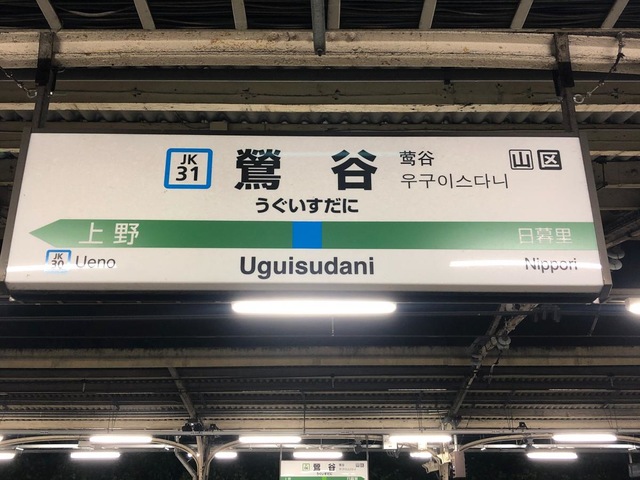 JK
31
鶯谷
莺谷
우구이스다니
山 区
うぐいすだに
上野
日暮里
JK
30
Ueno
Uguisudani
Nippori
鶯谷